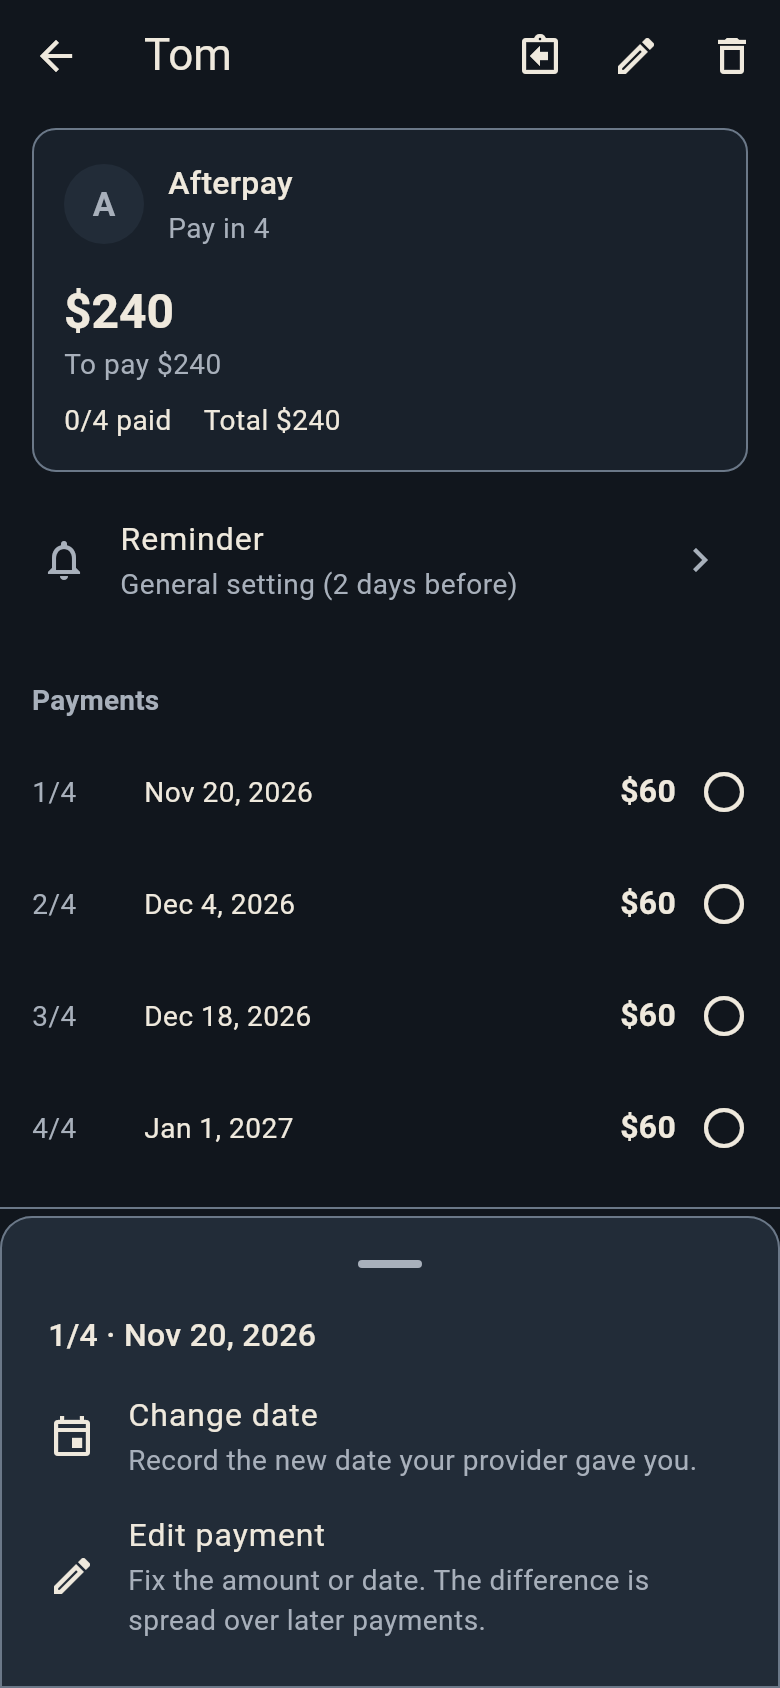 Tom
A
Afterpay
Pay in 4
$240
To pay $240
0/4 paid Total $240
Reminder
General setting (2 days before)
Payments
1/4 Nov 20, 2026 $60
2/4 Dec 4, 2026 $60
3/4 Dec 18, 2026 $60
4/4 Jan 1, 2027 $60
1/4 · Nov 20, 2026
Change date
Record the new date your provider gave you.
Edit payment
Fix the amount or date. The difference is
spread over later payments.